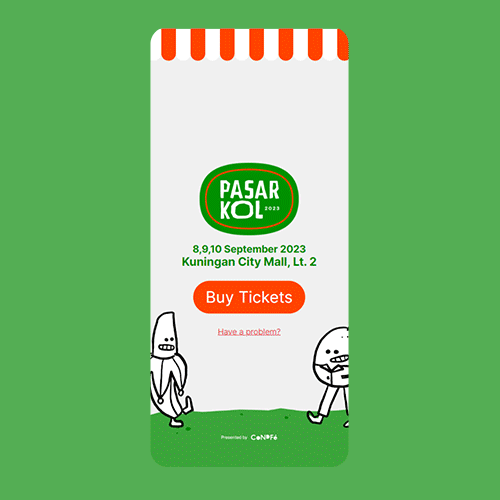 PASAR
KOL 2023
8,9,10 September 2023
Kuningan City Mall, Lt. 2
Buy Tickets
Have a problem?
Presented by CoNoFé